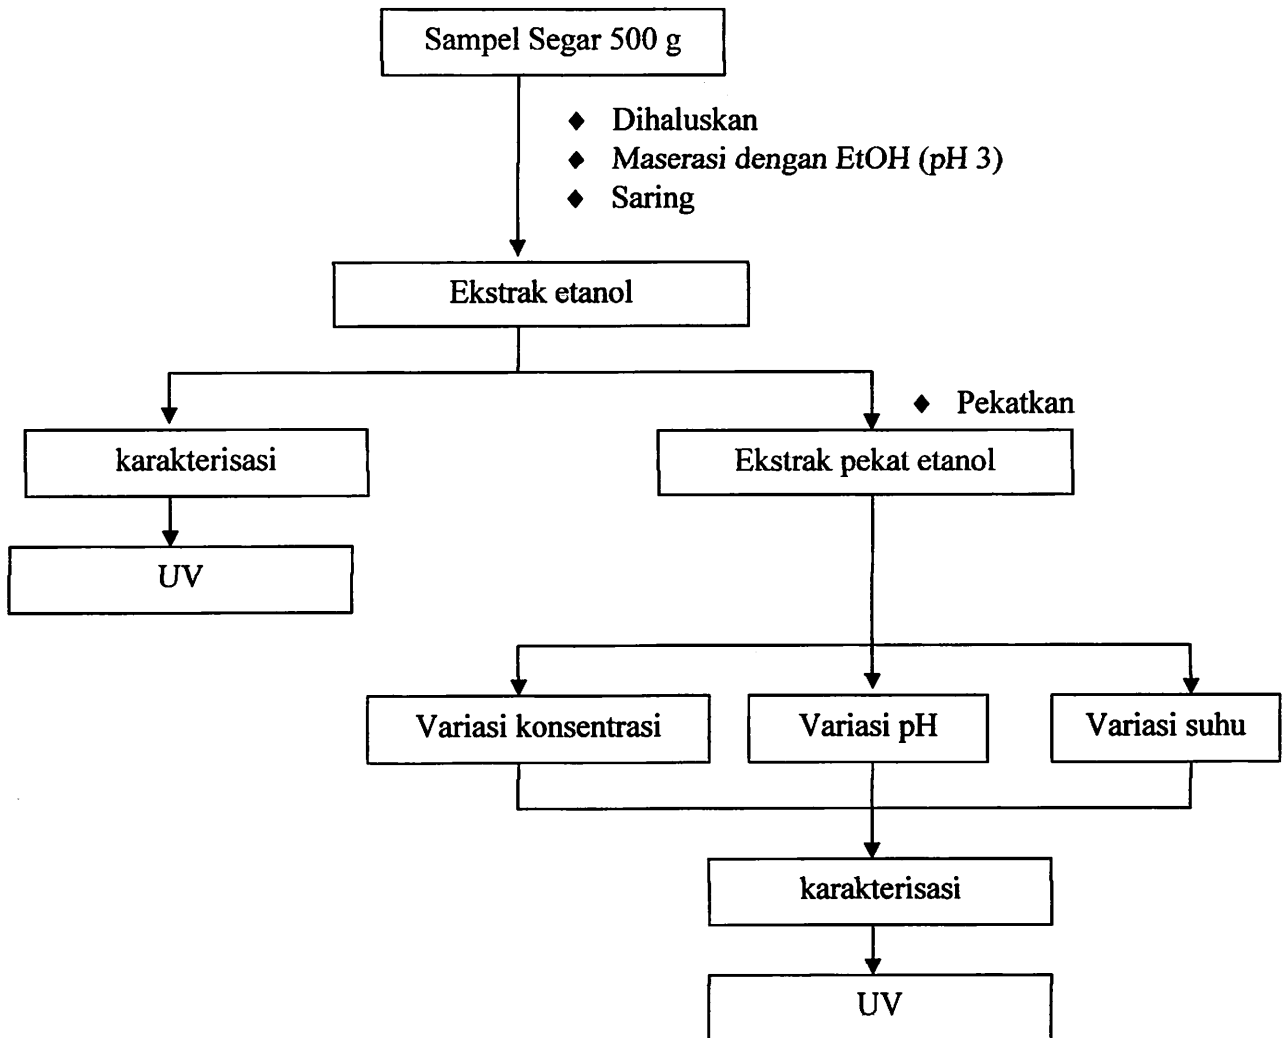 Sampel Segar 500 g
♦ Dihaluskan
♦ Maserasi dengan EtOH (pH 3)
♦ Saring
Ekstrak etanol
♦ Pekatkan
karakterisasi
Ekstrak pekat etanol
UV
Variasi konsentrasi
Variasi pH
Variasi suhu
karakterisasi
UV